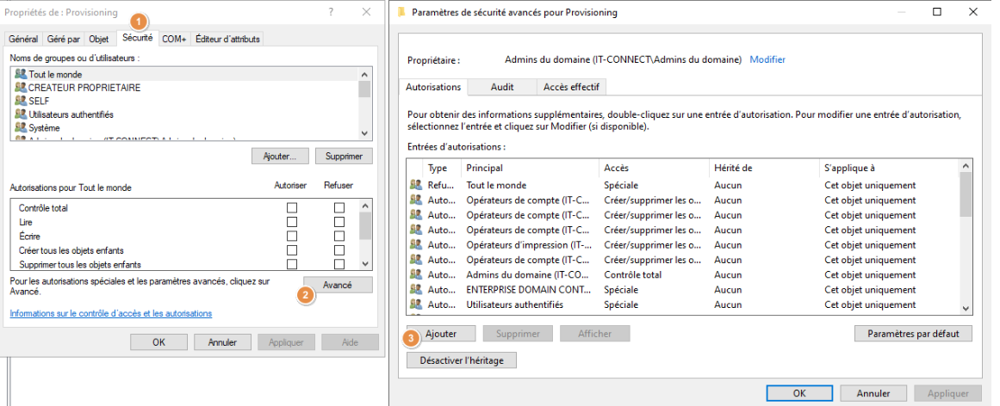 Propriétés de : Provisioning
? ×
1
Général Géré par Objet Sécurité COM+ Éditeur d'attributs
Noms de groupes ou d'utilisateurs :
Tout le monde
CREATEUR PROPRIETAIRE
SELF
Utilisateurs authentifiés
Système
Ajouter... Supprimer
Autorisations pour Tout le monde Autoriser Refuser
Contrôle total
Lire
Écrire
Créer tous les objets enfants
Supprimer tous les objets enfants
Pour les autorisations spéciales et les paramètres avancés, cliquez sur
Avancé.
2
Avancé
Informations sur le contrôle d'accès et les autorisations
OK Annuler Appliquer Aide
Paramètres de sécurité avancés pour Provisioning
Propriétaire : Admins du domaine (IT-CONNECT\Admins du domaine) Modifier
Autorisations Audit Accès effectif
Pour obtenir des informations supplémentaires, double-cliquez sur une entrée d'autorisation. Pour modifier une entrée d'autorisation,
sélectionnez l'entrée et cliquez sur Modifier (si disponible).
Entrées d'autorisations :
Type Principal Accès Hérité de S'applique à
Refu... Tout le monde Spéciale Aucun Cet objet uniquement
Auto... Opérateurs de compte (IT-C... Créer/supprimer les o... Aucun Cet objet uniquement
Auto... Opérateurs de compte (IT-C... Créer/supprimer les o... Aucun Cet objet uniquement
Auto... Opérateurs de compte (IT-C... Créer/supprimer les o... Aucun Cet objet uniquement
Auto... Opérateurs d'impression (IT-... Créer/supprimer les o... Aucun Cet objet uniquement
Auto... Opérateurs de compte (IT-C... Créer/supprimer les o... Aucun Cet objet uniquement
Auto... Admins du domaine (IT-CO... Contrôle total Aucun Cet objet uniquement
Auto... ENTERPRISE DOMAIN CONT... Spéciale Aucun Cet objet uniquement
Auto... Utilisateurs authentifiés Spéciale Aucun Cet objet uniquement
3
Ajouter Supprimer Afficher Paramètres par défaut
Désactiver l'héritage
OK Annuler Appliquer